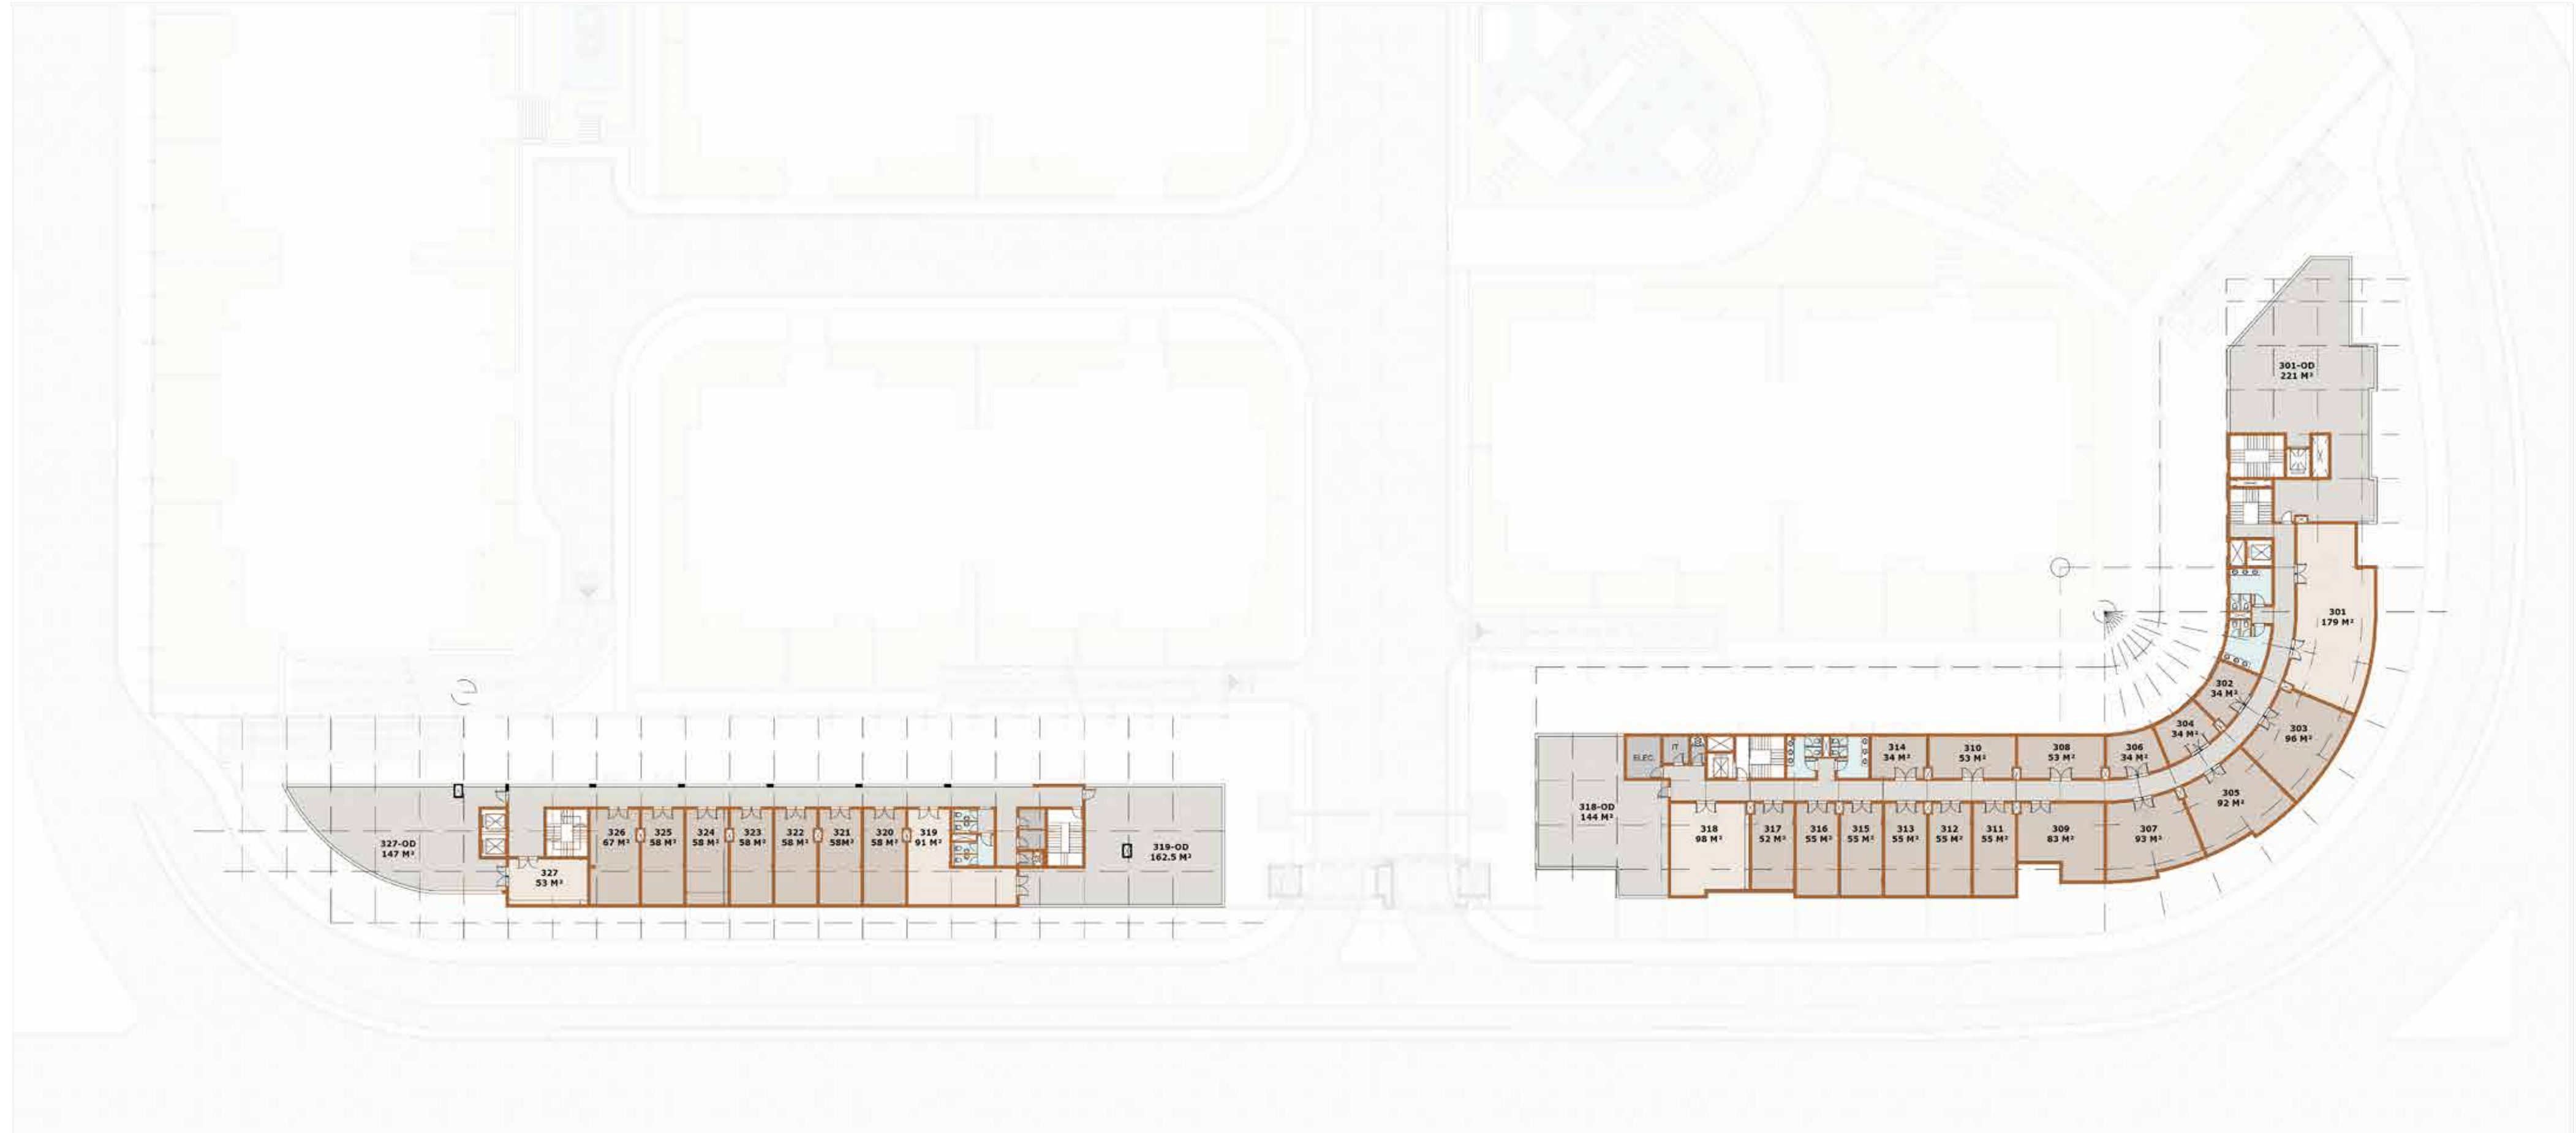 301-OD
221 M²
301
179 M²
302
34 M²
303
96 M²
304
34 M²
305
92 M²
306
34 M²
307
93 M²
308
53 M²
309
83 M²
310
53 M²
311
55 M²
312
55 M²
313
55 M²
314
34 M²
315
55 M²
316
55 M²
317
52 M²
318
98 M²
318-OD
144 M²
ELEC.
IT
319-OD
162.5 M²
319
91 M²
320
58 M²
321
58M²
322
58 M²
323
58 M²
324
58 M²
325
58 M²
326
67 M²
327
53 M²
327-OD
147 M²